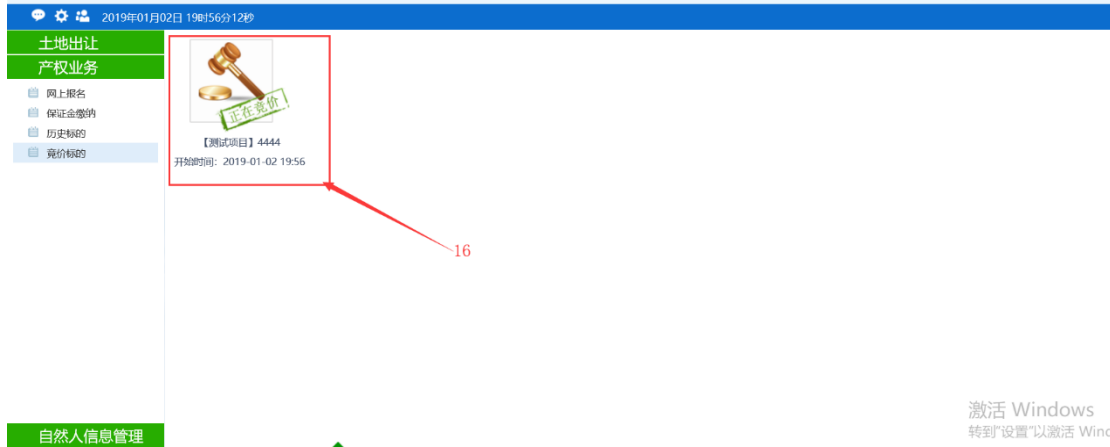 2019年01月02日 19时56分12秒
土地出让
产权业务
网上报名
保证金缴纳
历史标的
竞价标的
正在竞价
【测试项目】4444
开始时间：2019-01-02 19:56
16
自然人信息管理
激活 Windows
转到"设置"以激活 Winc